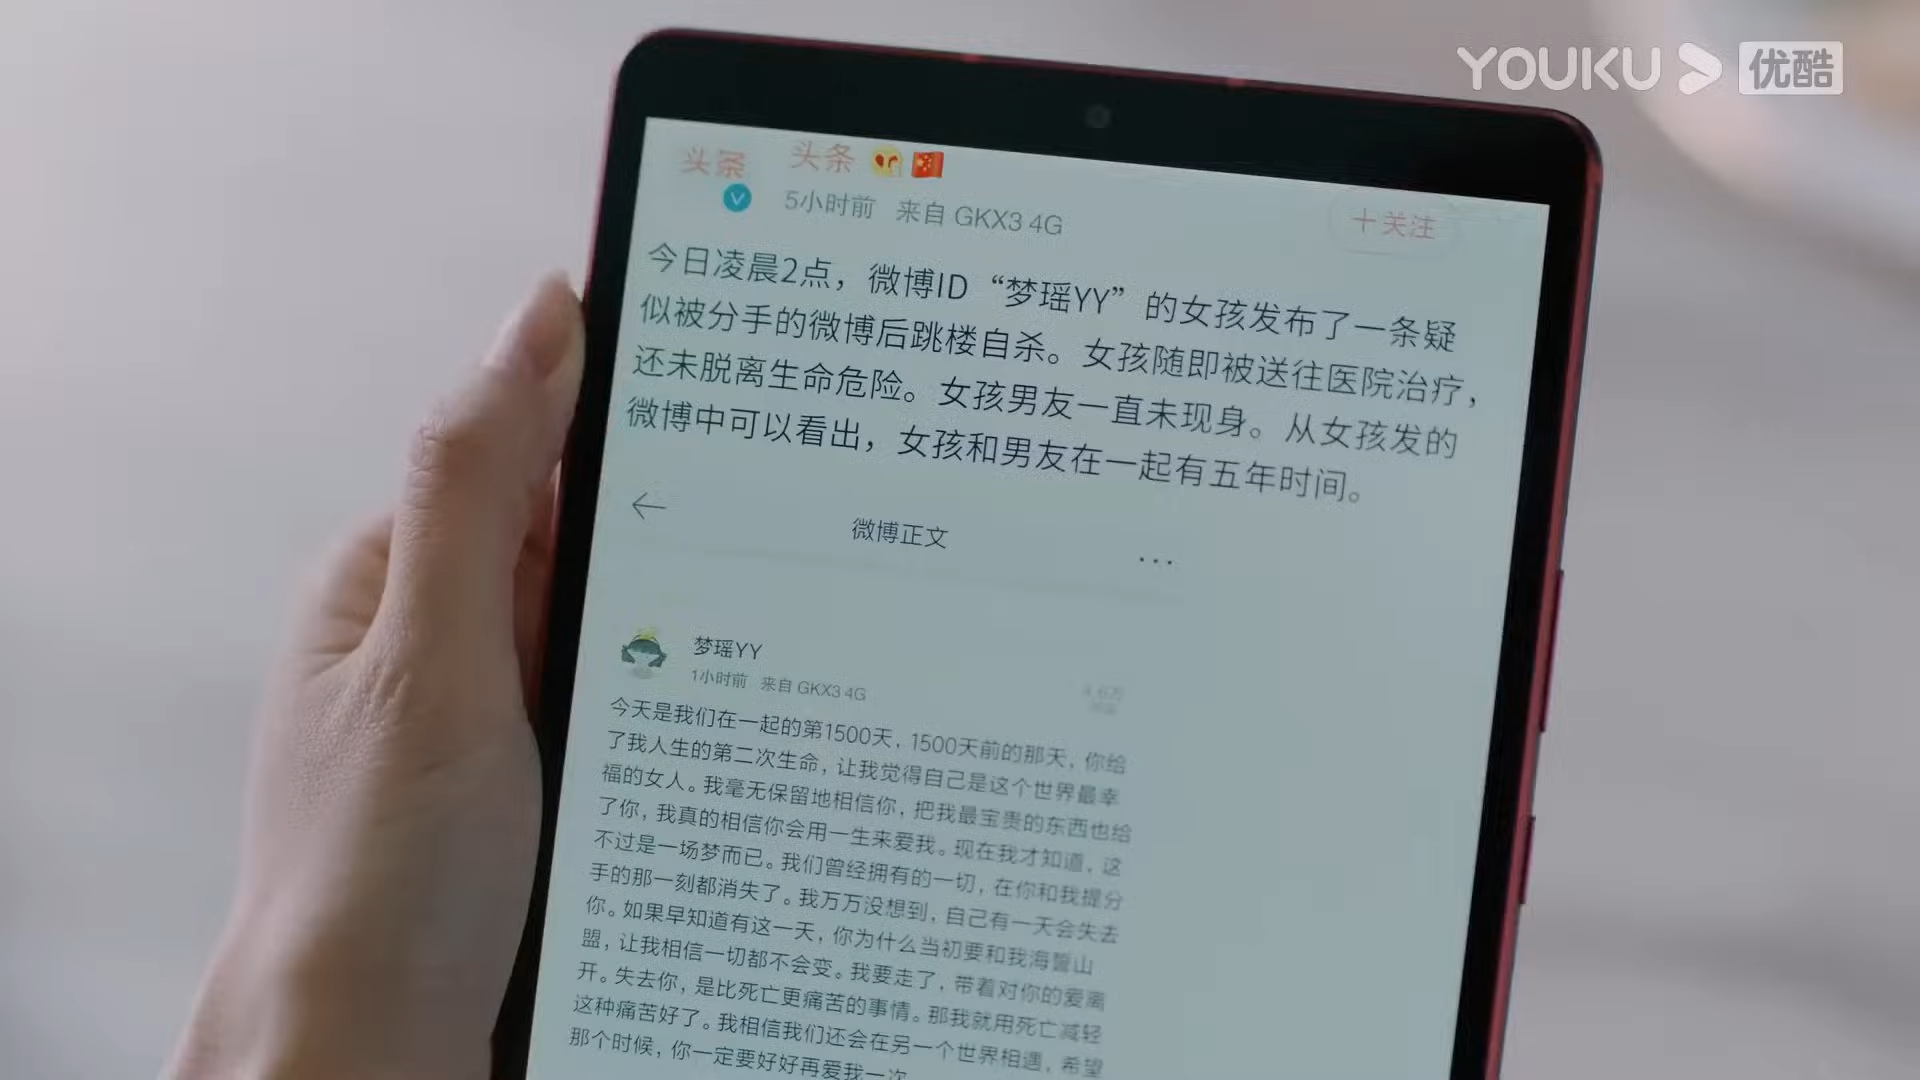 YOUKU 优酷
头条 头条
5小时前 来自 GKX3 4G
+关注
今日凌晨2点，微博ID“梦瑶YY”的女孩发布了一条疑
似被分手的微博后跳楼自杀。女孩随即被送往医院治疗，
还未脱离生命危险。女孩男友一直未现身。从女孩发的
微博中可以看出，女孩和男友在一起有五年时间。
微博正文
...
梦瑶YY
1小时前 来自 GKX3 4G
今天是我们在一起的第1500天，1500天前的那天，你给
了我人生的第二次生命，让我觉得自己是这个世界最幸
福的女人。我毫无保留地相信你，把我最宝贵的东西也给
了你，我真的相信你会用一生来爱我。现在我才知道，这
不过是一场梦而已。我们曾经拥有的一切，在你和我提分
手的那一刻都消失了。我万万没想到，自己有一天会失去
你。如果早知道有这一天，你为什么当初要和我海誓山
盟，让我相信一切都不会变。我要走了，带着对你的爱离
开。失去你，是比死亡更痛苦的事情。那我就用死亡减轻
这种痛苦好了。我相信我们还会在另一个世界相遇，希望
那个时候，你一定要好好再爱我一次